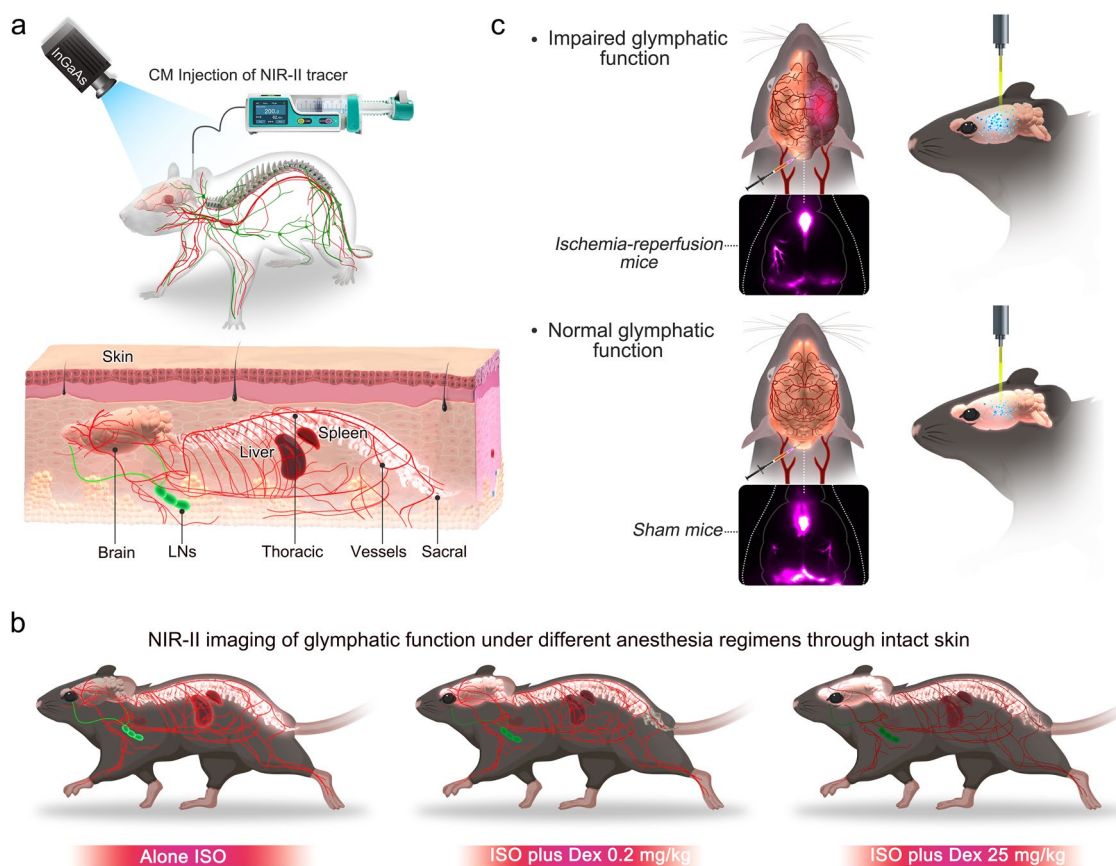 a
InGaAs
CM Injection of NIR-II tracer
200.0
Skin
Liver
Spleen
Brain
LNs
Thoracic
Vessels
Sacral
c
• Impaired glymphatic
function
Ischemia-reperfusion
mice
• Normal glymphatic
function
Sham mice
b
NIR-II imaging of glymphatic function under different anesthesia regimens through intact skin
Alone ISO
ISO plus Dex 0.2 mg/kg
ISO plus Dex 25 mg/kg